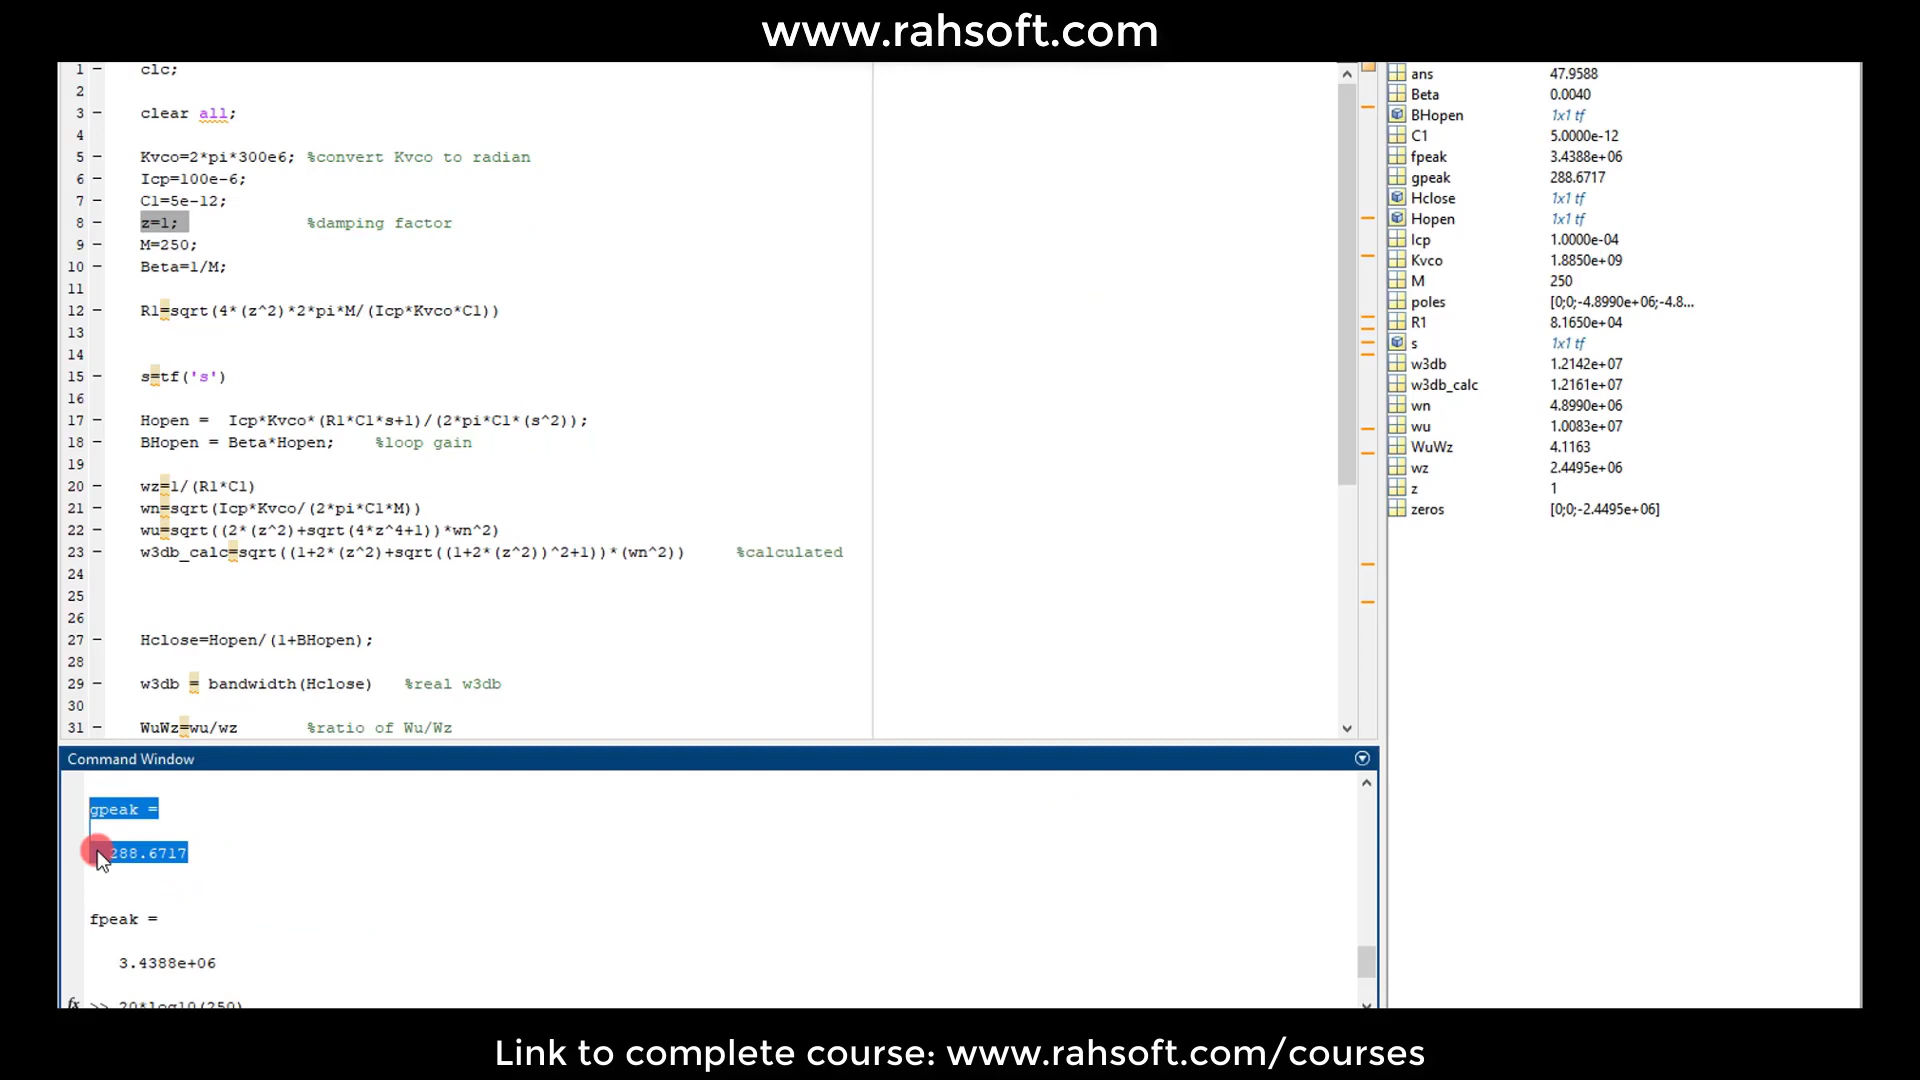 www.rahsoft.com
1 - clc;
2
3 - clear all;
4
5 - Kvco=2*pi*300e6; %convert Kvco to radian
6 - Icp=100e-6;
7 - C1=5e-12;
8 - z=1; %damping factor
9 - M=250;
10 - Beta=1/M;
11
12 - R1=sqrt(4*(z^2)*2*pi*M/(Icp*Kvco*C1))
13
14
15 - s=tf('s')
16
17 - Hopen = Icp*Kvco*(R1*C1*s+1)/(2*pi*C1*(s^2));
18 - BHopen = Beta*Hopen; %loop gain
19
20 - wz=1/(R1*C1)
21 - wn=sqrt(Icp*Kvco/(2*pi*C1*M))
22 - wu=sqrt((2*(z^2)+sqrt(4*z^4+1))*wn^2)
23 - w3db_calc=sqrt((1+2*(z^2)+sqrt((1+2*(z^2))^2+1))*(wn^2)) %calculated
24
25
26
27 - Hclose=Hopen/(1+BHopen);
28
29 - w3db = bandwidth(Hclose) %real w3db
30
31 - WuWz=wu/wz %ratio of Wu/Wz
ans 47.9588
Beta 0.0040
BHopen 1x1 tf
C1 5.0000e-12
fpeak 3.4388e+06
gpeak 288.6717
Hclose 1x1 tf
Hopen 1x1 tf
Icp 1.0000e-04
Kvco 1.8850e+09
M 250
poles [0;0;-4.8990e+06;-4.8...
R1 8.1650e+04
s 1x1 tf
w3db 1.2142e+07
w3db_calc 1.2161e+07
wn 4.8990e+06
wu 1.0083e+07
WuWz 4.1163
wz 2.4495e+06
z 1
zeros [0;0;-2.4495e+06]
Command Window
gpeak =
288.6717
fpeak =
3.4388e+06
fx >> 20*log10(250)
Link to complete course: www.rahsoft.com/courses